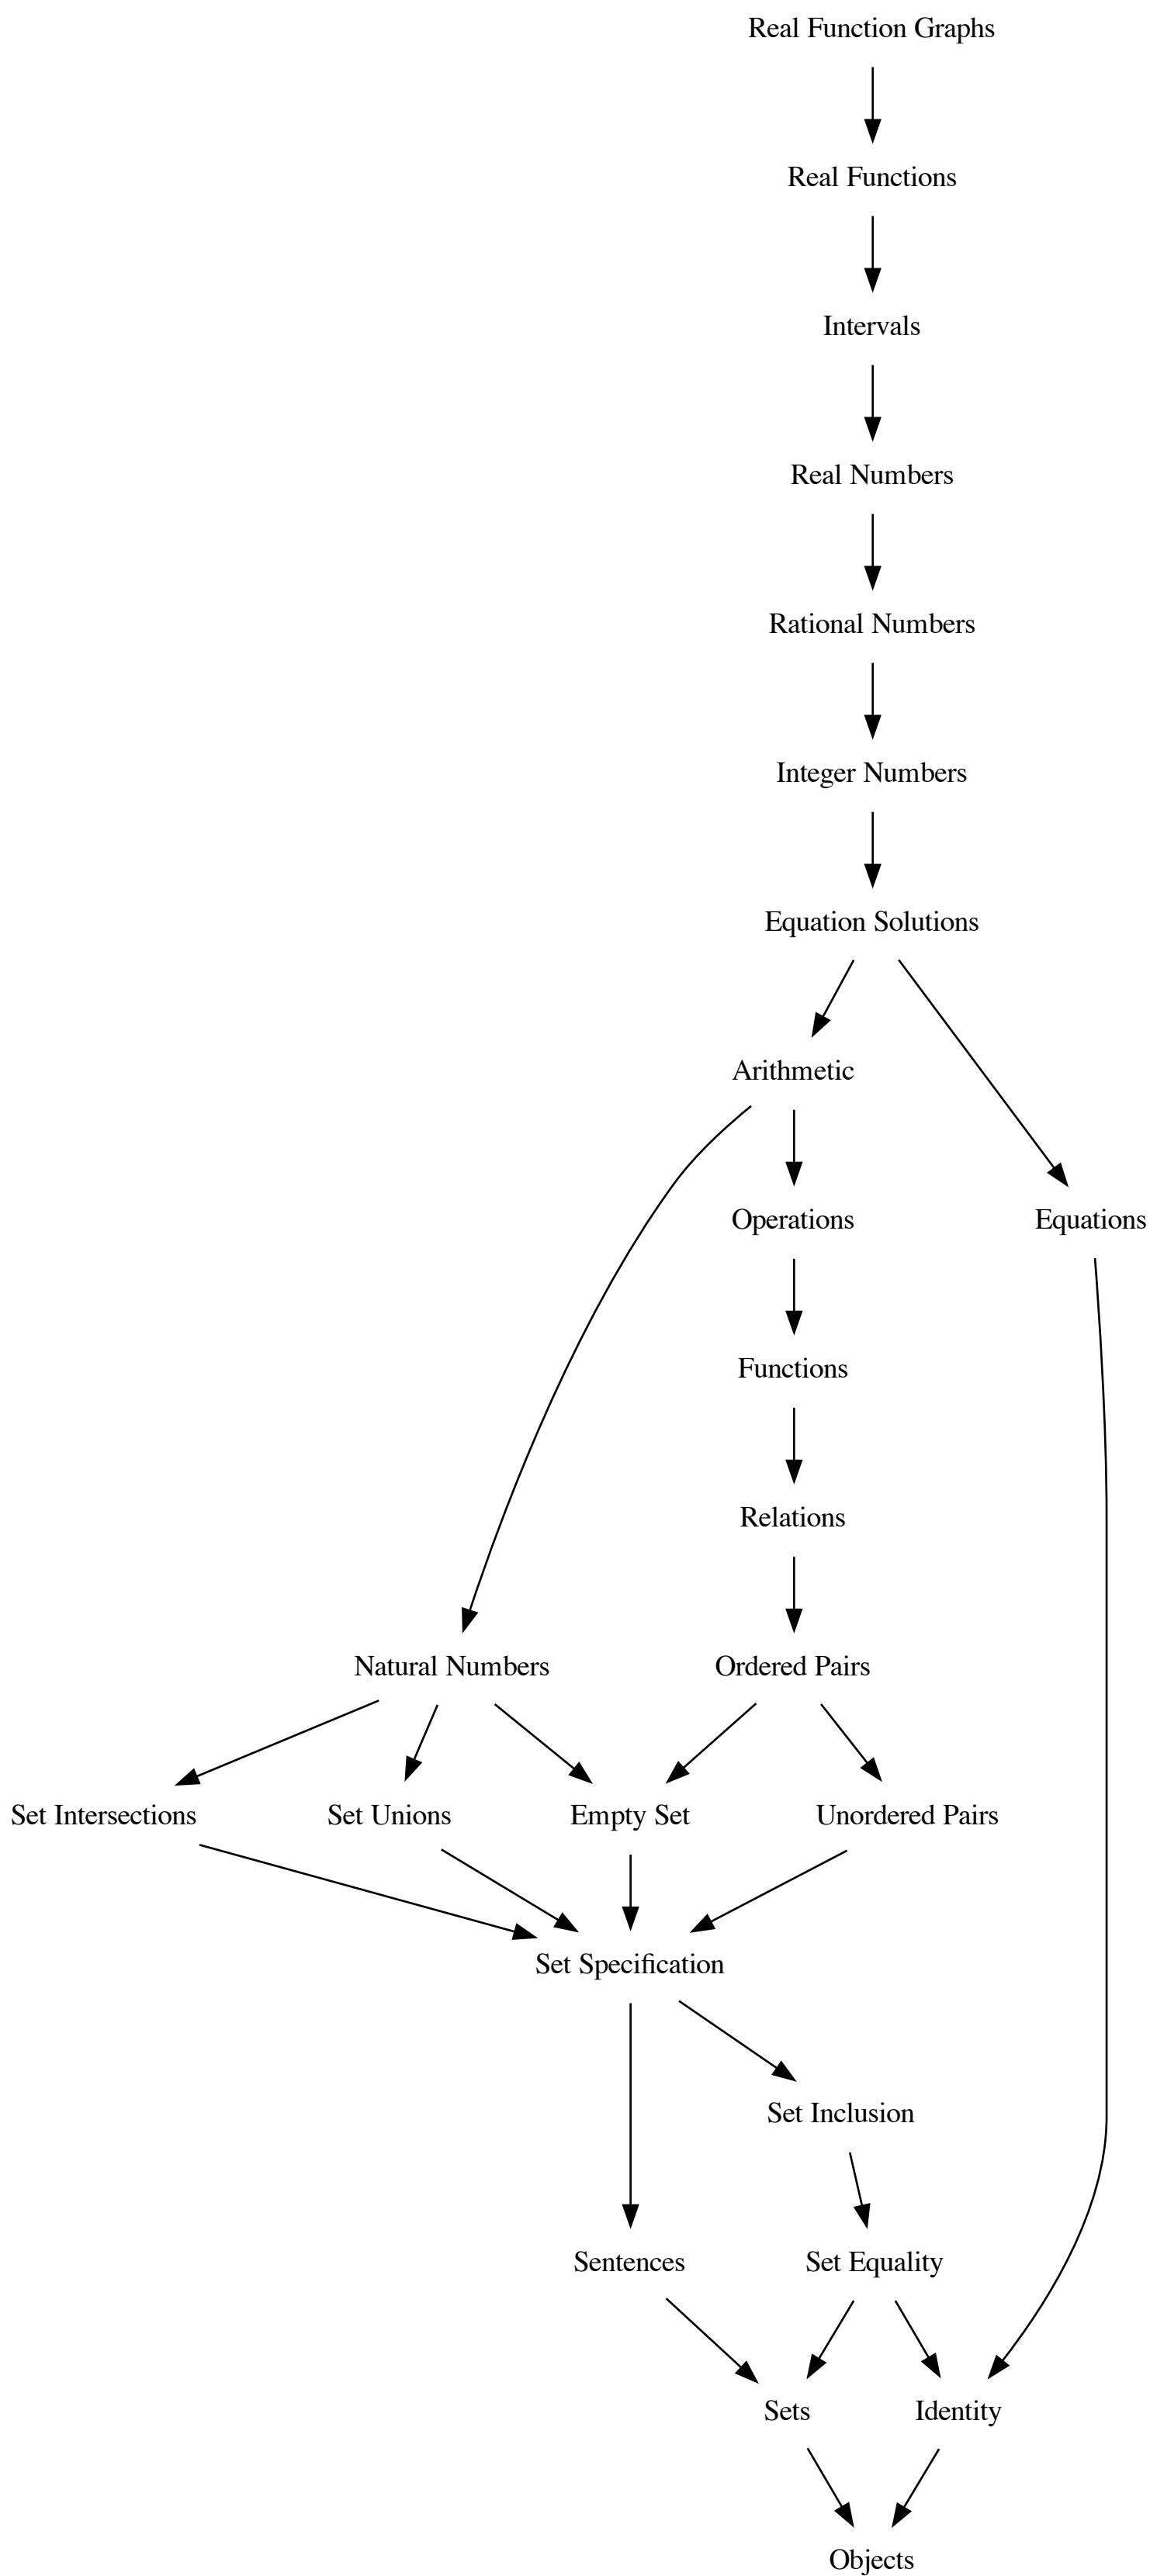 Real Function Graphs
Real Functions
Intervals
Real Numbers
Rational Numbers
Integer Numbers
Equation Solutions
Arithmetic
Operations
Equations
Functions
Relations
Natural Numbers
Ordered Pairs
Set Intersections
Set Unions
Empty Set
Unordered Pairs
Set Specification
Set Inclusion
Sentences
Set Equality
Sets
Identity
Objects